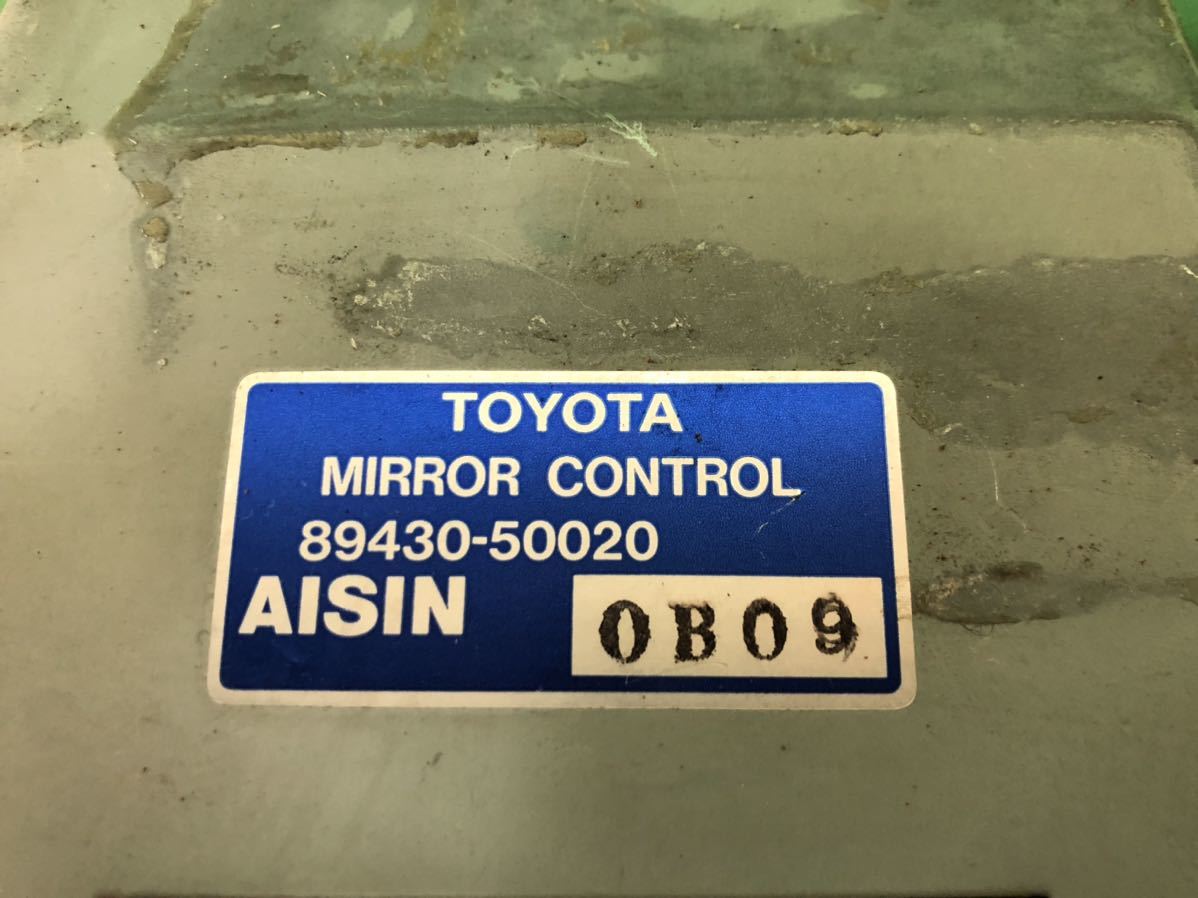 TOYOTA
MIRROR CONTROL
89430-50020
AISIN 0B09